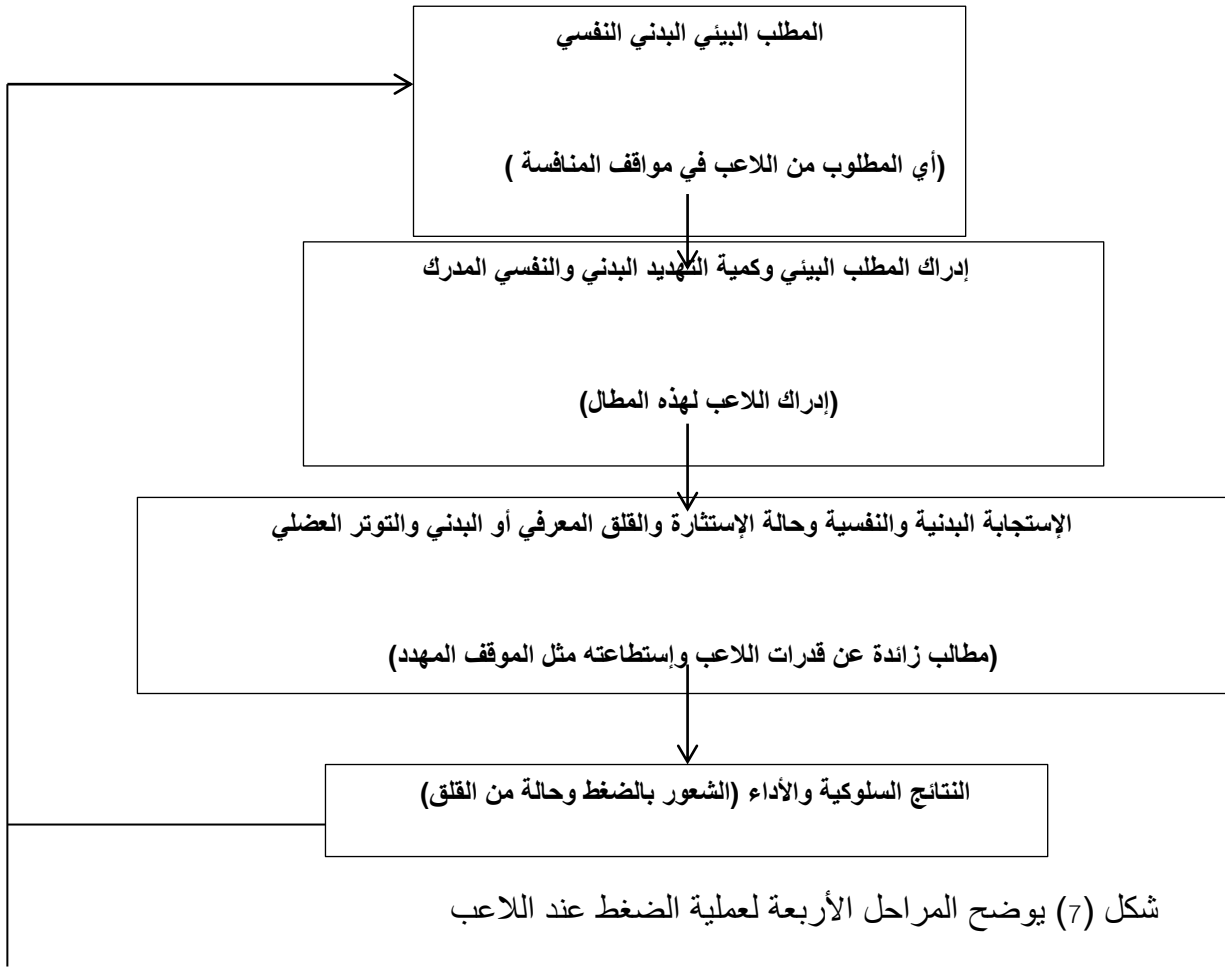 المطلب البيئي البدني النفسي
(أي المطلوب من اللاعب في مواقف المنافسة )
إدراك المطلب البيئي وكمية التهديد البدني والنفسي المدرك
(إدراك اللاعب لهذه المطال)
الإستجابة البدنية والنفسية وحالة الإستثارة والقلق المعرفي أو البدني والتوتر العضلي
(مطالب زائدة عن قدرات اللاعب وإستطاعته مثل الموقف المهدد)
النتائج السلوكية والأداء (الشعور بالضغط وحالة من القلق)
شكل (7) يوضح المراحل الأربعة لعملية الضغط عند اللاعب